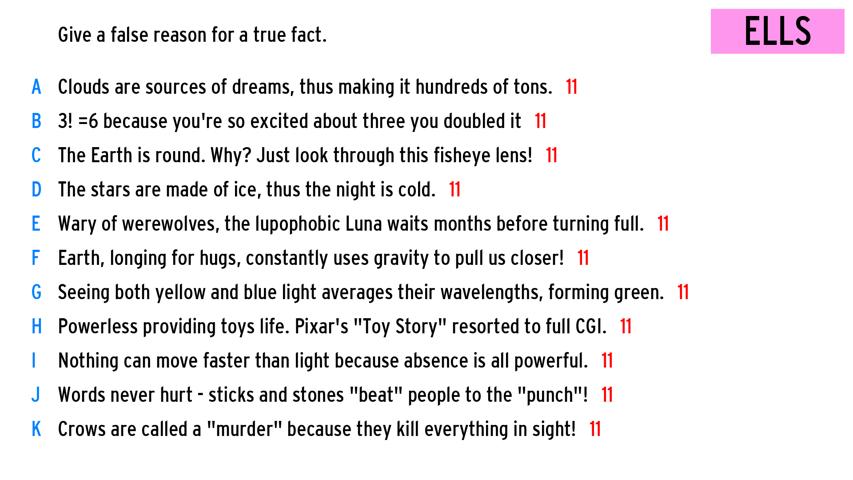 Give a false reason for a true fact.
ELLS
A Clouds are sources of dreams, thus making it hundreds of tons. 11
B 3! =6 because you're so excited about three you doubled it 11
C The Earth is round. Why? Just look through this fisheye lens! 11
D The stars are made of ice, thus the night is cold. 11
E Wary of werewolves, the lupophobic Luna waits months before turning full. 11
F Earth, longing for hugs, constantly uses gravity to pull us closer! 11
G Seeing both yellow and blue light averages their wavelengths, forming green. 11
H Powerless providing toys life. Pixar's "Toy Story" resorted to full CGI. 11
I Nothing can move faster than light because absence is all powerful. 11
J Words never hurt - sticks and stones "beat" people to the "punch"! 11
K Crows are called a "murder" because they kill everything in sight! 11